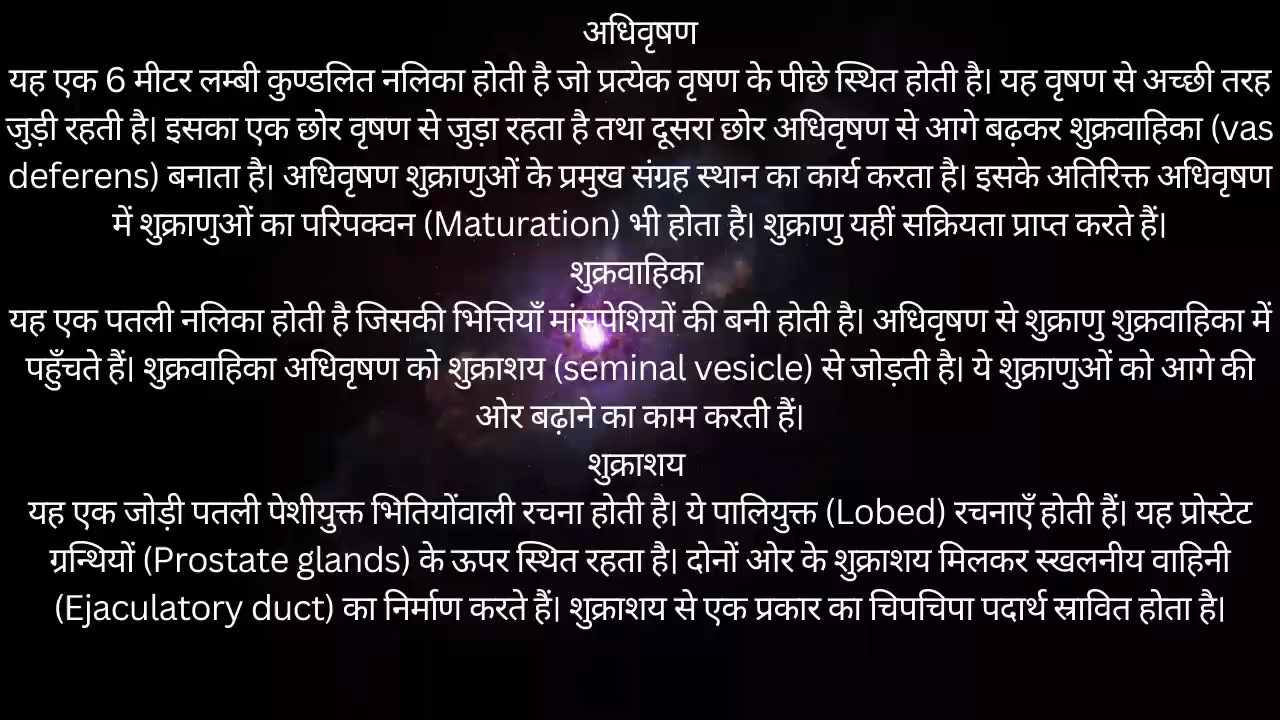 अधिवृषण
यह एक 6 मीटर लम्बी कुण्डलित नलिका होती है जो प्रत्येक वृषण के पीछे स्थित होती है। यह वृषण से अच्छी तरह
जुड़ी रहती है। इसका एक छोर वृषण से जुड़ा रहता है तथा दूसरा छोर अधिवृषण से आगे बढ़कर शुक्रवाहिका (vas
deferens) बनाता है। अधिवृषण शुक्राणुओं के प्रमुख संग्रह स्थान का कार्य करता है। इसके अतिरिक्त अधिवृषण
में शुक्राणुओं का परिपक्वन (Maturation) भी होता है। शुक्राणु यहीं सक्रियता प्राप्त करते हैं।
शुक्रवाहिका
यह एक पतली नलिका होती है जिसकी भित्तियाँ मांसपेशियों की बनी होती है। अधिवृषण से शुक्राणु शुक्रवाहिका में
पहुँचते हैं। शुक्रवाहिका अधिवृषण को शुक्राशय (seminal vesicle) से जोड़ती है। ये शुक्राणुओं को आगे की
ओर बढ़ाने का काम करती हैं।
शुक्राशय
यह एक जोड़ी पतली पेशीयुक्त भितियोंवाली रचना होती है। ये पालियुक्त (Lobed) रचनाएँ होती हैं। यह प्रोस्टेट
ग्रन्थियों (Prostate glands) के ऊपर स्थित रहता है। दोनों ओर के शुक्राशय मिलकर स्खलनीय वाहिनी
(Ejaculatory duct) का निर्माण करते हैं। शुक्राशय से एक प्रकार का चिपचिपा पदार्थ स्रावित होता है।